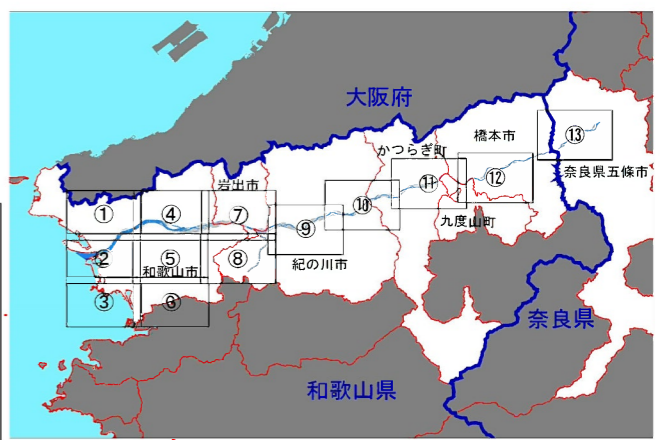 大阪府
橋本市
⑬
かつらぎ町
奈良県五條市
岩出市
⑪
⑫
①
④
⑦
⑩
九度山町
⑨
②
⑤
⑧
和歌山市
紀の川市
③
⑥
奈良県
和歌山県